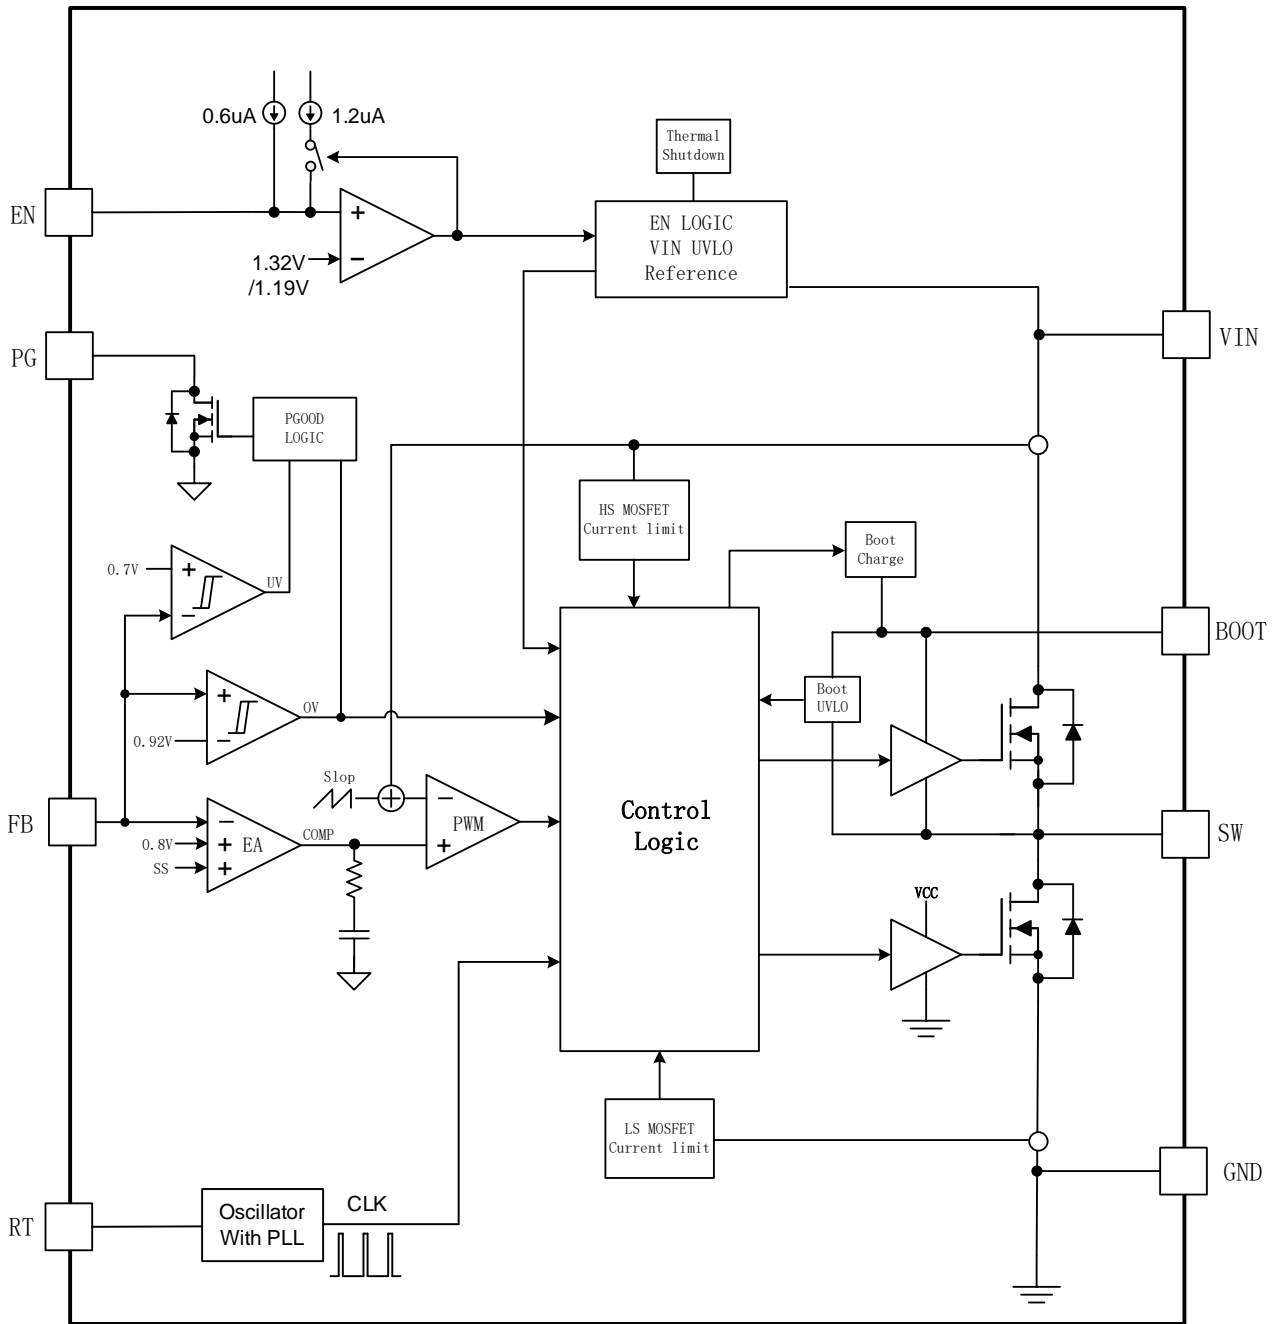 0.6uA
1.2uA
Thermal
Shutdown
EN
+
−
1.32V
/1.19V
EN LOGIC
VIN UVLO
Reference
PG
VIN
PGOOD
LOGIC
HS MOSFET
Current limit
Boot
Charge
0.7V
+
−
UV
BOOT
+
−
OV
0.92V
Boot
UVLO
Slop
FB
−
0.8V
+
EA
SS
+
COMP
−
PWM
+
Control
Logic
SW
VCC
LS MOSFET
Current limit
GND
RT
Oscillator
With PLL
CLK